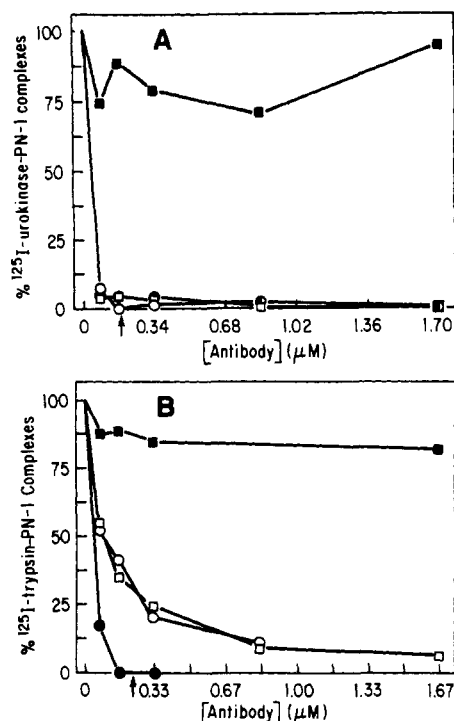 A
100
75
50
25
0
% 125I-urokinase-PN-1 complexes
0 0.34 0.68 1.02 1.36 1.70
[Antibody] (μM)
B
100
75
50
25
0
% 125I-trypsin-PN-1 Complexes
0 0.33 0.67 1.00 1.33 1.67
[Antibody] (μM)